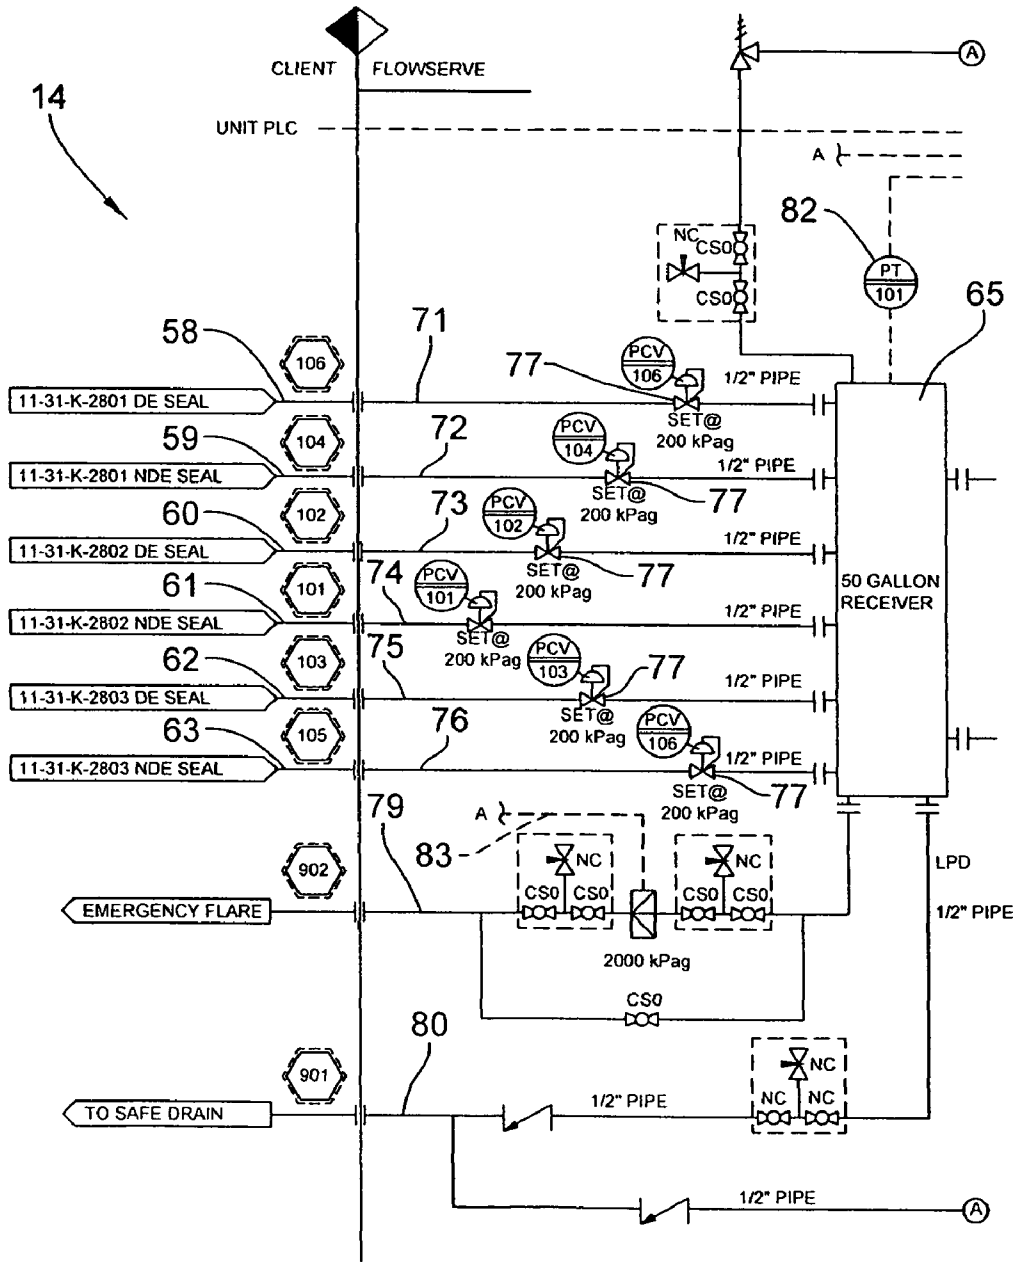 CLIENT FLOWSERVE
A
14
UNIT PLC
A
82
NC
CS0
PT
101
CS0
65
58
106
71
77
PCV
106
1/2" PIPE
11-31-K-2801 DE SEAL
SET@
200 kPag
59
104
72
PCV
104
1/2" PIPE
11-31-K-2801 NDE SEAL
SET@
200 kPag
77
60
102
73
PCV
102
1/2" PIPE
11-31-K-2802 DE SEAL
SET@
200 kPag
77
61
101
74
PCV
101
50 GALLON
RECEIVER
1/2" PIPE
11-31-K-2802 NDE SEAL
SET@
200 kPag
62
103
75
PCV
103
77
1/2" PIPE
11-31-K-2803 DE SEAL
SET@
200 kPag
63
105
76
PCV
106
1/2" PIPE
11-31-K-2803 NDE SEAL
SET@
200 kPag
77
79
A
83
NC
NC
LPD
902
CS0 CS0
CS0 CS0
EMERGENCY FLARE
1/2" PIPE
2000 kPag
CS0
80
901
NC
TO SAFE DRAIN
1/2" PIPE
NC NC
1/2" PIPE
A